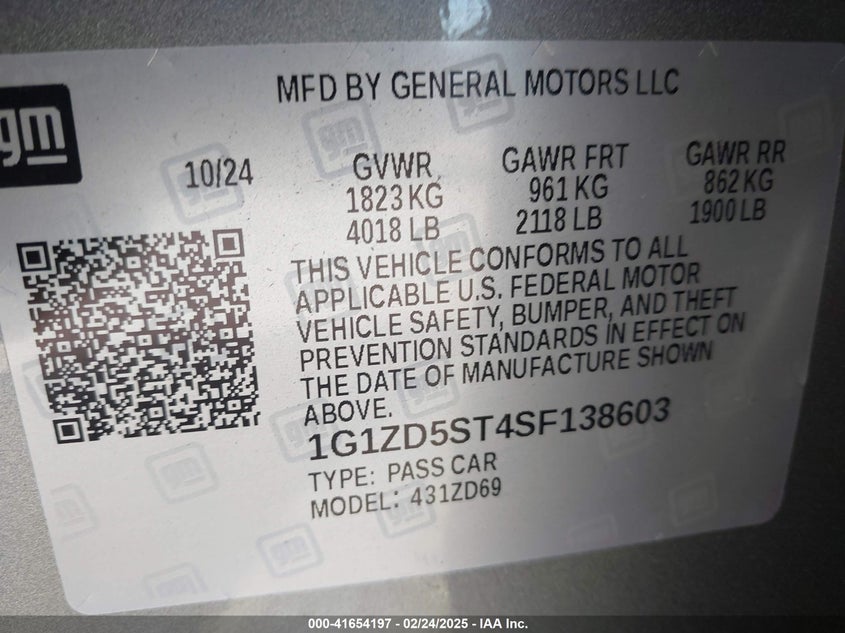 MFD BY GENERAL MOTORS LLC
gm
10/24
GVWR
1823 KG
4018 LB
GAWR FRT
961 KG
2118 LB
GAWR RR
862 KG
1900 LB
THIS VEHICLE CONFORMS TO ALL
APPLICABLE U.S. FEDERAL MOTOR
VEHICLE SAFETY, BUMPER, AND THEFT
PREVENTION STANDARDS IN EFFECT ON
THE DATE OF MANUFACTURE SHOWN
ABOVE.
1G1ZD5ST4SF138603
TYPE: PASS CAR
MODEL: 431ZD69
000-41654197 - 02/24/2025 - IAA Inc.